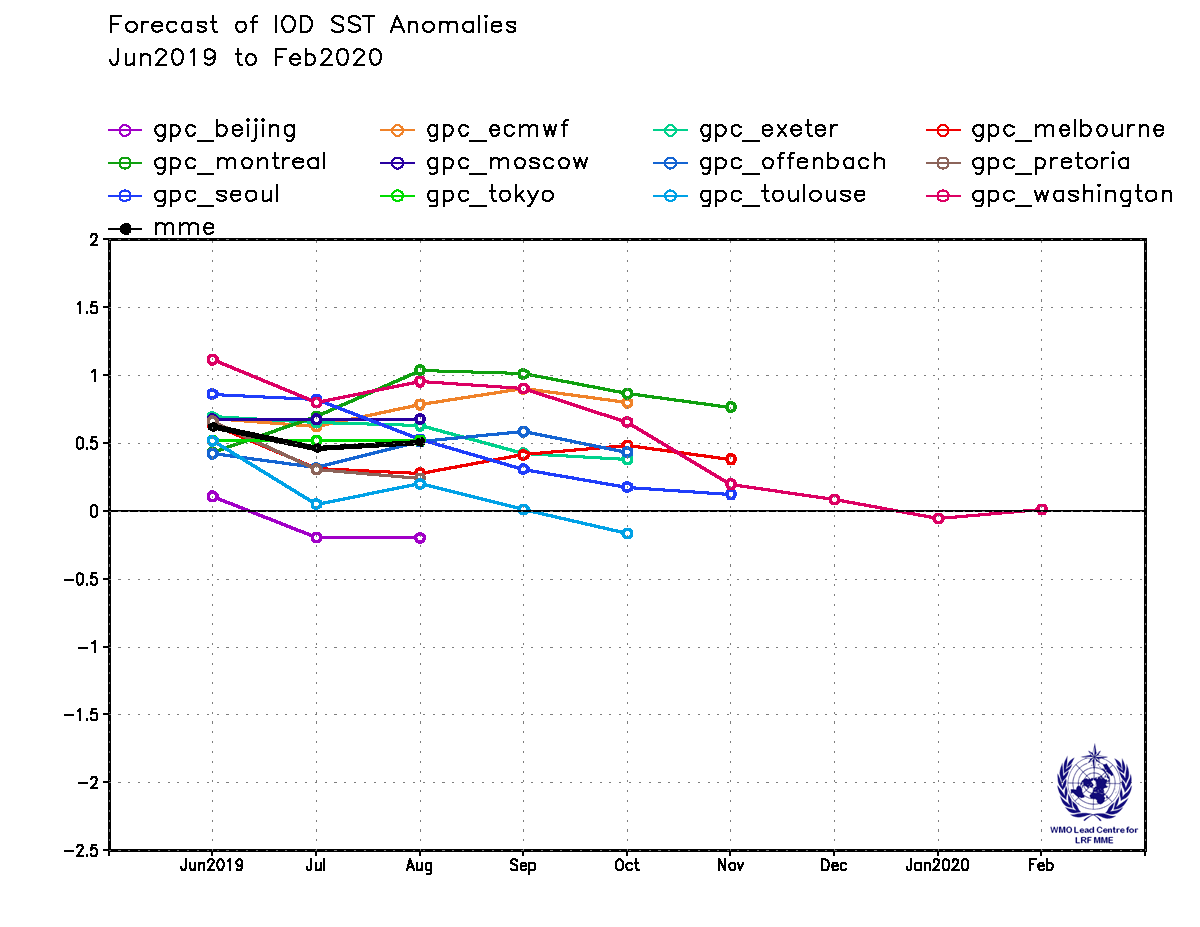 Forecast of IOD SST Anomalies
Jun2019 to Feb2020
gpc_beijing gpc_ecmwf gpc_exeter gpc_melbourne
gpc_montreal gpc_moscow gpc_offenbach gpc_pretoria
gpc_seoul gpc_tokyo gpc_toulouse gpc_washington
mme
2
1.5
1
0.5
0
−0.5
−1
−1.5
−2
−2.5
WMO Lead Centre for
LRF MME
Jun2019 Jul Aug Sep Oct Nov Dec Jan2020 Feb